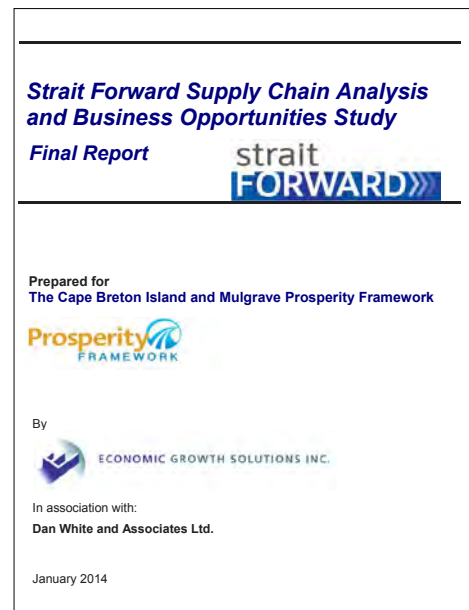 Strait Forward Supply Chain Analysis
and Business Opportunities Study
Final Report
strait
FORWARD
Prepared for
The Cape Breton Island and Mulgrave Prosperity Framework
Prosperity
FRAMEWORK
By
ECONOMIC GROWTH SOLUTIONS INC.
In association with:
Dan White and Associates Ltd.
January 2014